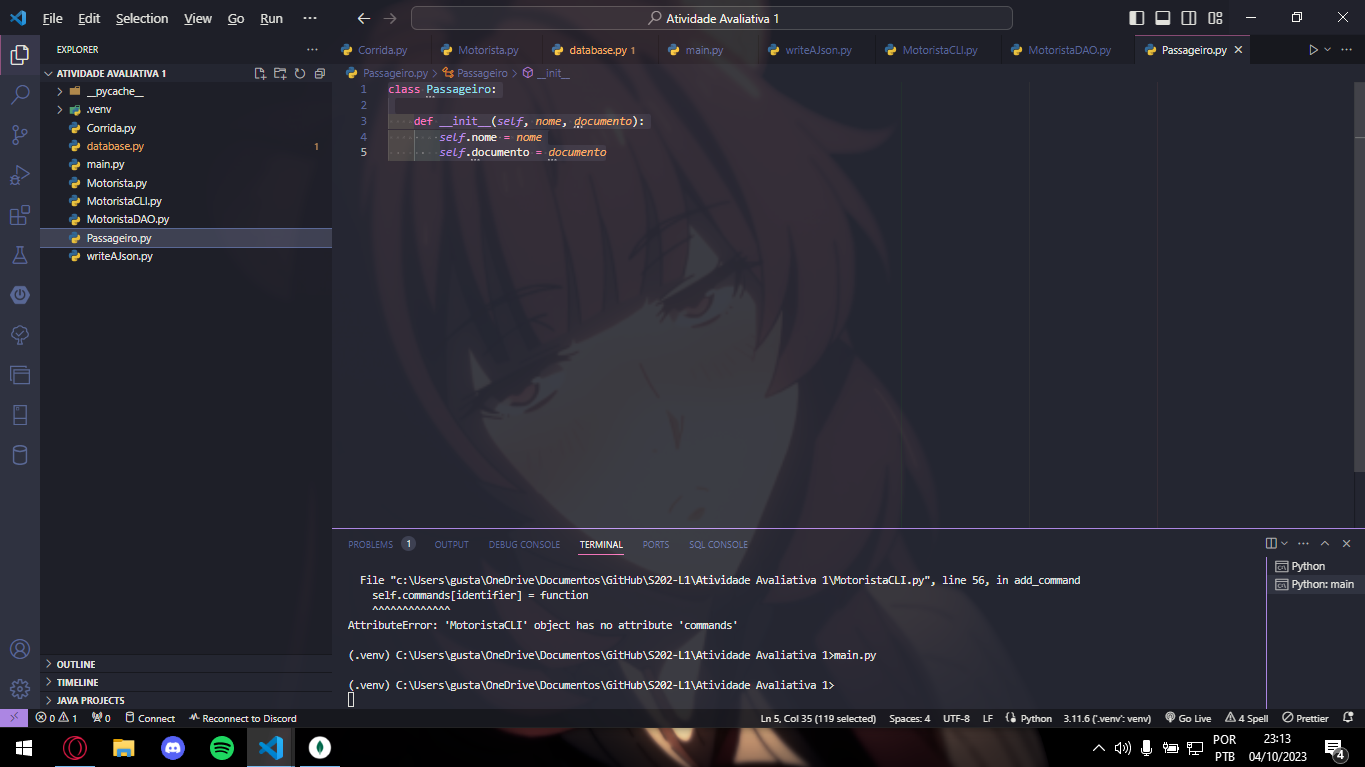 File Edit Selection View Go Run ···
Atividade Avaliativa 1
EXPLORER
ATIVIDADE AVALIATIVA 1
__pycache__
.venv
Corrida.py
database.py 1
main.py
Motorista.py
MotoristaCLI.py
MotoristaDAO.py
Passageiro.py
writeAJson.py
OUTLINE
TIMELINE
JAVA PROJECTS
Corrida.py Motorista.py database.py 1 main.py writeAJson.py MotoristaCLI.py MotoristaDAO.py Passageiro.py
Passageiro.py > Passageiro > __init__
1 class Passageiro:
2
3 def __init__(self, nome, documento):
4 self.nome = nome
5 self.documento = documento
PROBLEMS 1 OUTPUT DEBUG CONSOLE TERMINAL PORTS SQL CONSOLE
File "c:\Users\gusta\OneDrive\Documentos\GitHub\S202-L1\Atividade Avaliativa 1\MotoristaCLI.py", line 56, in add_command
self.commands[identifier] = function
^^^^^^^^^^^^^
AttributeError: 'MotoristaCLI' object has no attribute 'commands'
(.venv) C:\Users\gusta\OneDrive\Documentos\GitHub\S202-L1\Atividade Avaliativa 1>main.py
(.venv) C:\Users\gusta\OneDrive\Documentos\GitHub\S202-L1\Atividade Avaliativa 1>
Python
Python: main
0 1 0 Connect Reconnect to Discord Ln 5, Col 35 (119 selected) Spaces: 4 UTF-8 LF Python 3.11.6 ('.venv': venv) Go Live 4 Spell Prettier
POR
PTB
23:13
04/10/2023
4